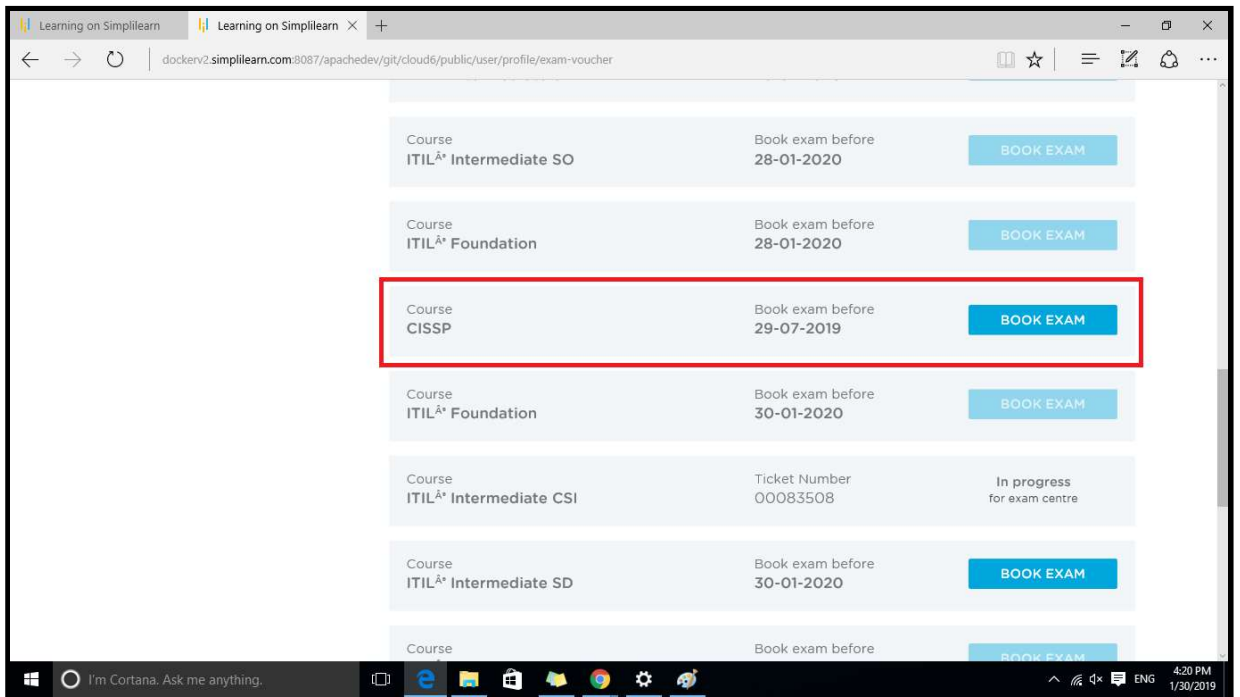 Learning on Simplilearn
Learning on Simplilearn
dockerv2.simplilearn.com:8087/apachedev/git/cloud6/public/user/profile/exam-voucher
Course Book exam before
ITILÂ® Intermediate SO 28-01-2020 BOOK EXAM
Course Book exam before
ITILÂ® Foundation 28-01-2020 BOOK EXAM
Course Book exam before
CISSP 29-07-2019 BOOK EXAM
Course Book exam before
ITILÂ® Foundation 30-01-2020 BOOK EXAM
Course Ticket Number In progress
ITILÂ® Intermediate CSI 00083508 for exam centre
Course Book exam before
ITILÂ® Intermediate SD 30-01-2020 BOOK EXAM
Course Book exam before
BOOK EXAM
I'm Cortana. Ask me anything.
ENG
4:20 PM
1/30/2019